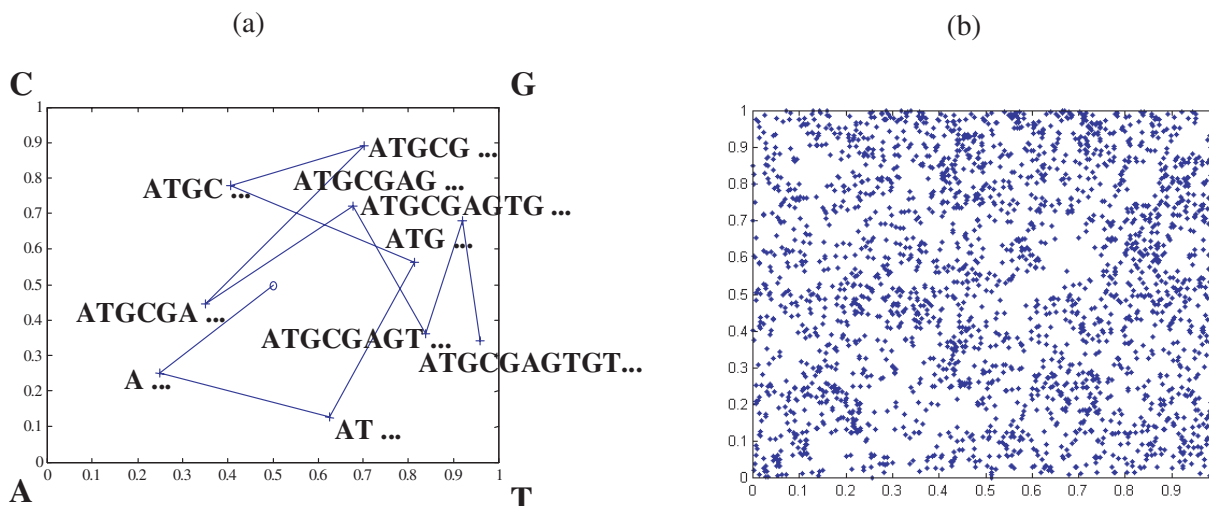 (a)
(b)
C
G
1
0.9
0.8
0.7
0.6
0.5
0.4
0.3
0.2
0.1
0
ATGCG ...
ATGC ...
ATGCGAG ...
ATGCGAGTG ...
ATG ...
ATGCGA ...
ATGCGAGT ...
ATGCGAGTGT...
A ...
AT ...
0 0.1 0.2 0.3 0.4 0.5 0.6 0.7 0.8 0.9 1
A
T
1
0.9
0.8
0.7
0.6
0.5
0.4
0.3
0.2
0.1
0
0 0.1 0.2 0.3 0.4 0.5 0.6 0.7 0.8 0.9